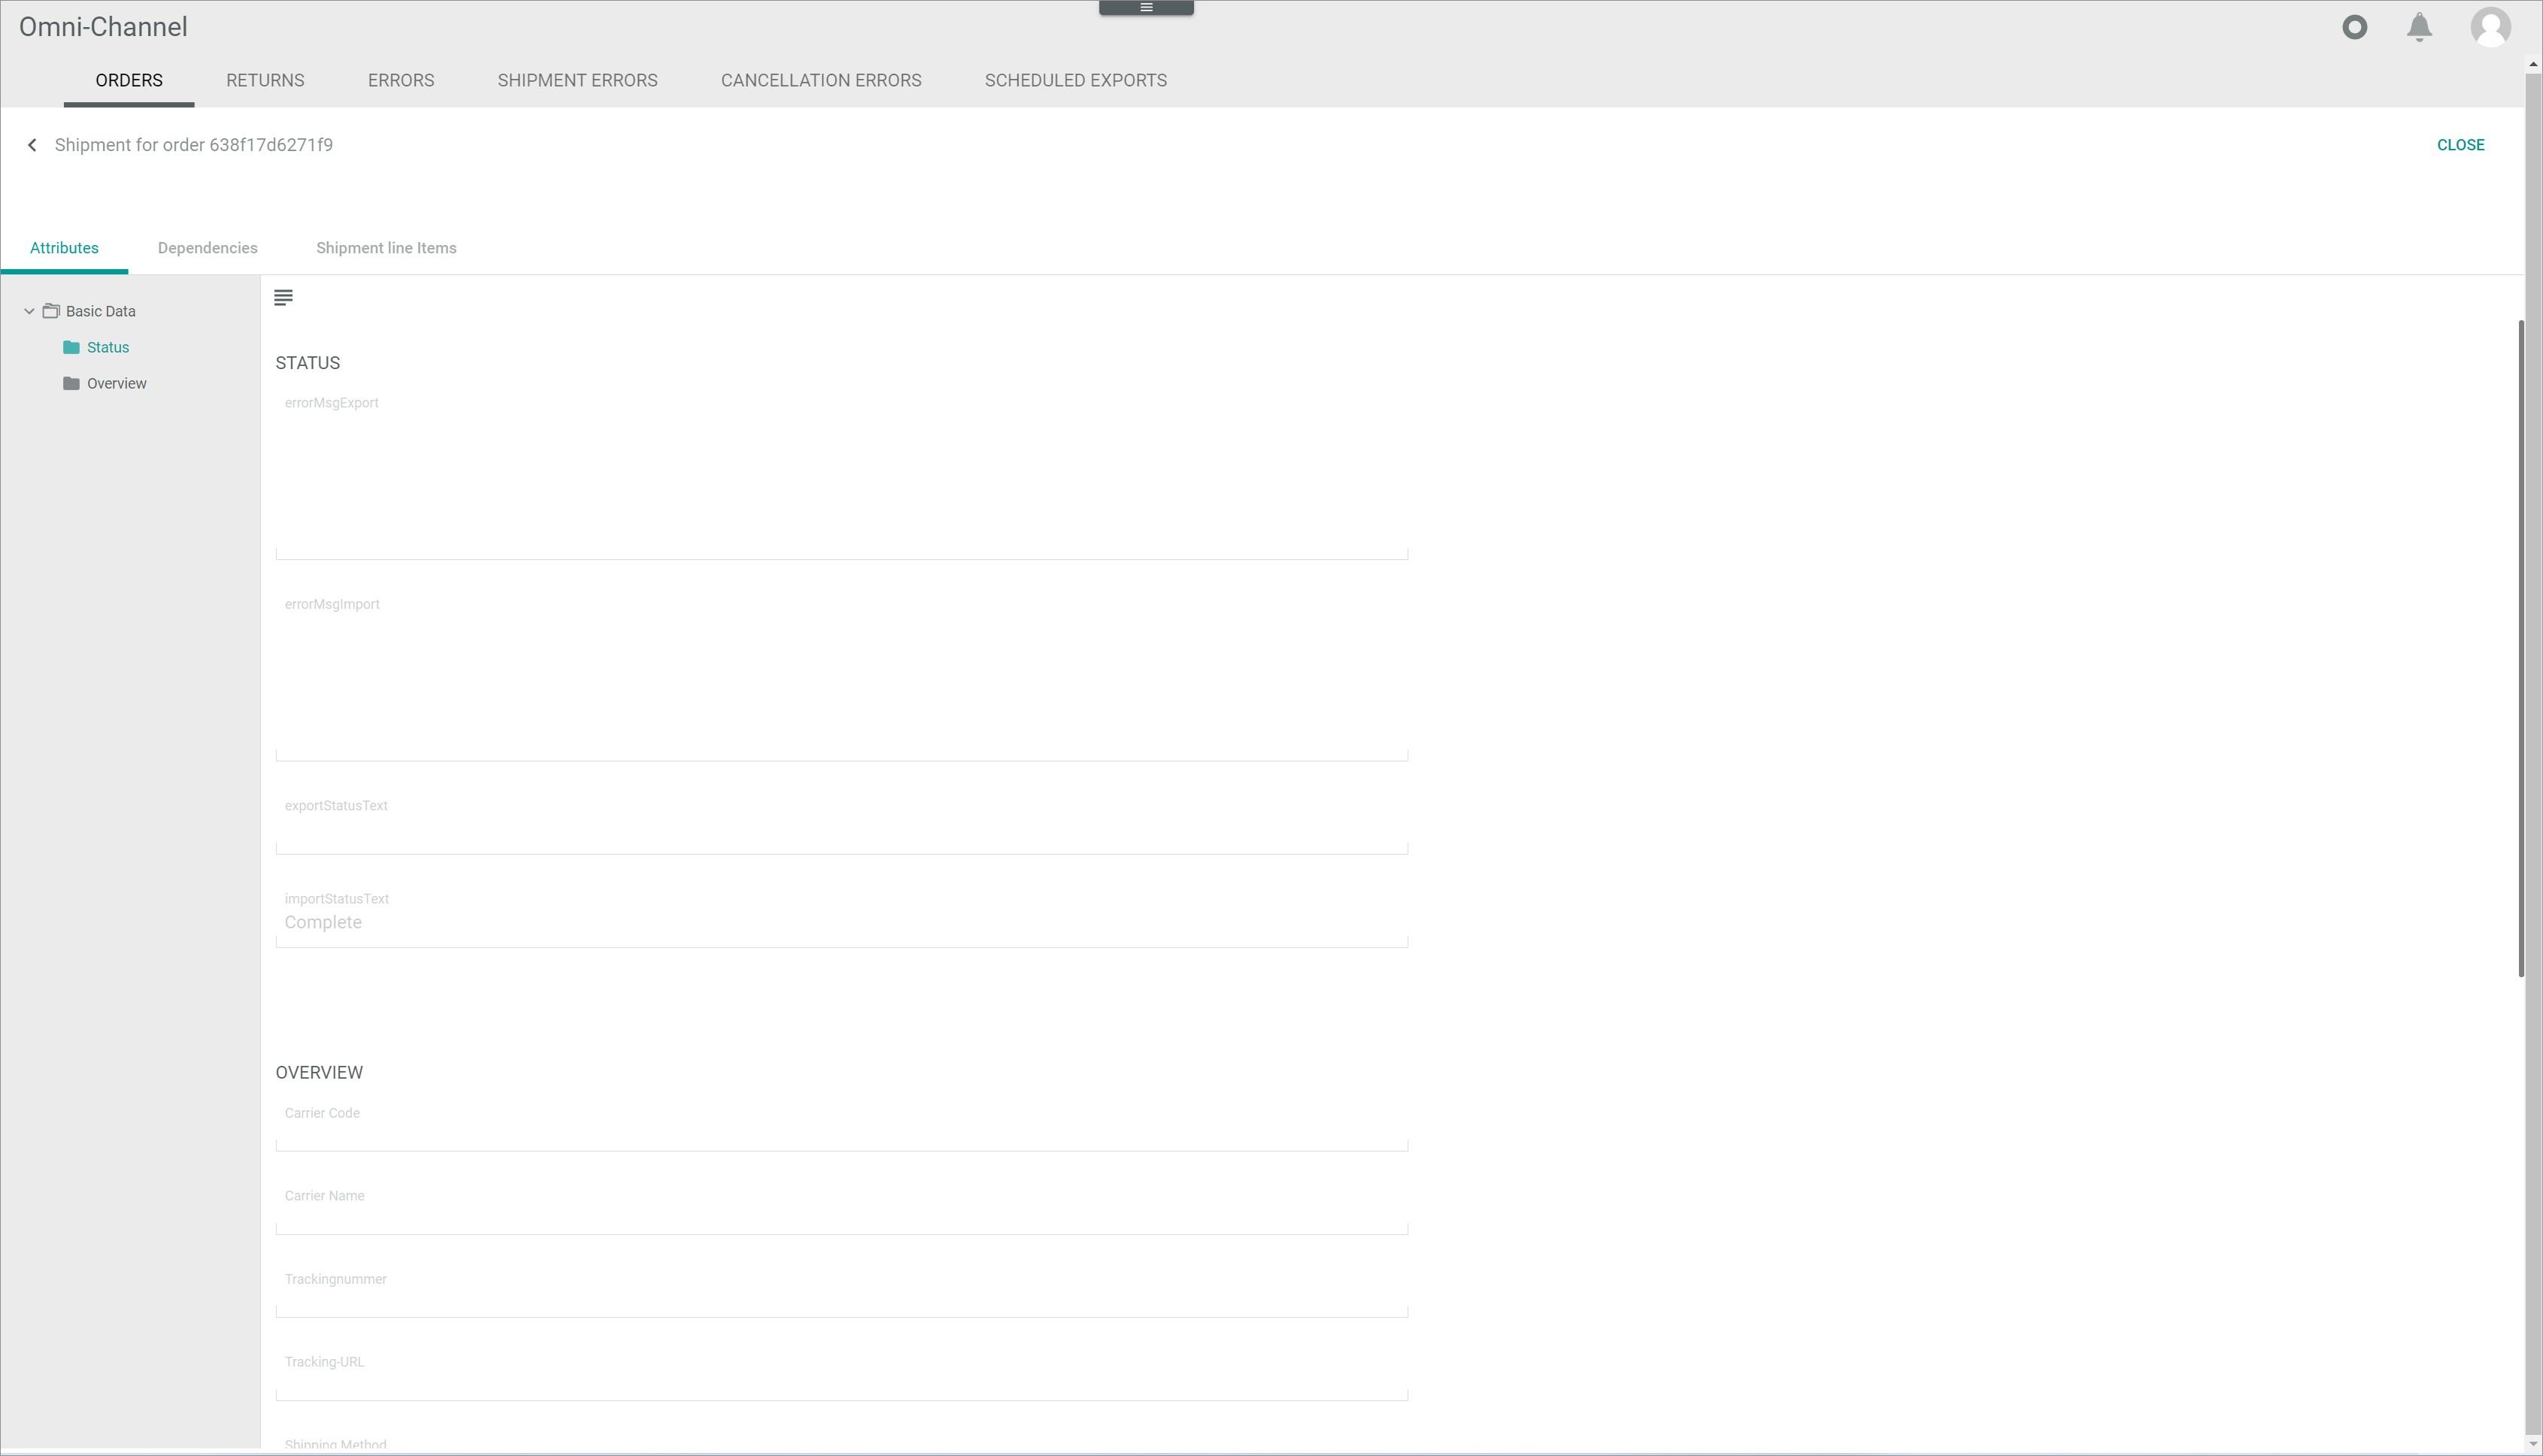 Omni-Channel
ORDERS RETURNS ERRORS SHIPMENT ERRORS CANCELLATION ERRORS SCHEDULED EXPORTS
Shipment for order 638f17d6271f9 CLOSE
Attributes Dependencies Shipment line Items
Basic Data
Status
Overview
STATUS
errorMsgExport
errorMsgImport
exportStatusText
importStatusText
Complete
OVERVIEW
Carrier Code
Carrier Name
Trackingnummer
Tracking-URL
Shipping Method